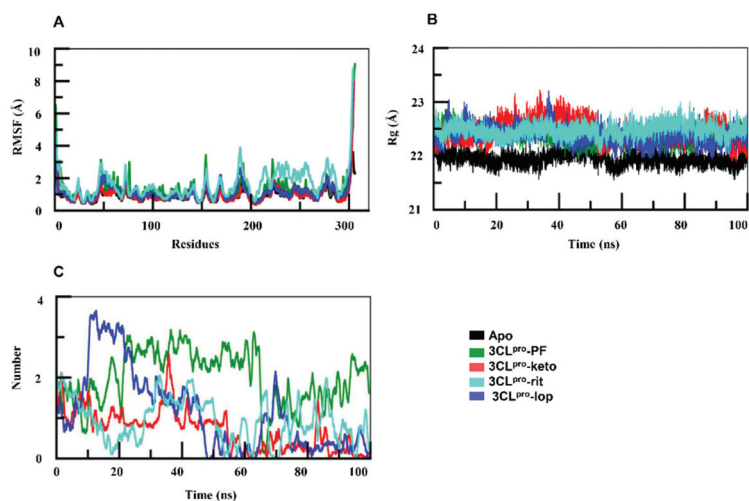 A
10
8
6
4
2
0
RMSF (Å)
0 100 200 300
Residues
B
24
23
22
21
Rg (Å)
0 20 40 60 80 100
Time (ns)
C
4
2
0
Number
0 20 40 60 80 100
Time (ns)
Apo
3CLpro-PF
3CLpro-keto
3CLpro-rit
3CLpro-lop